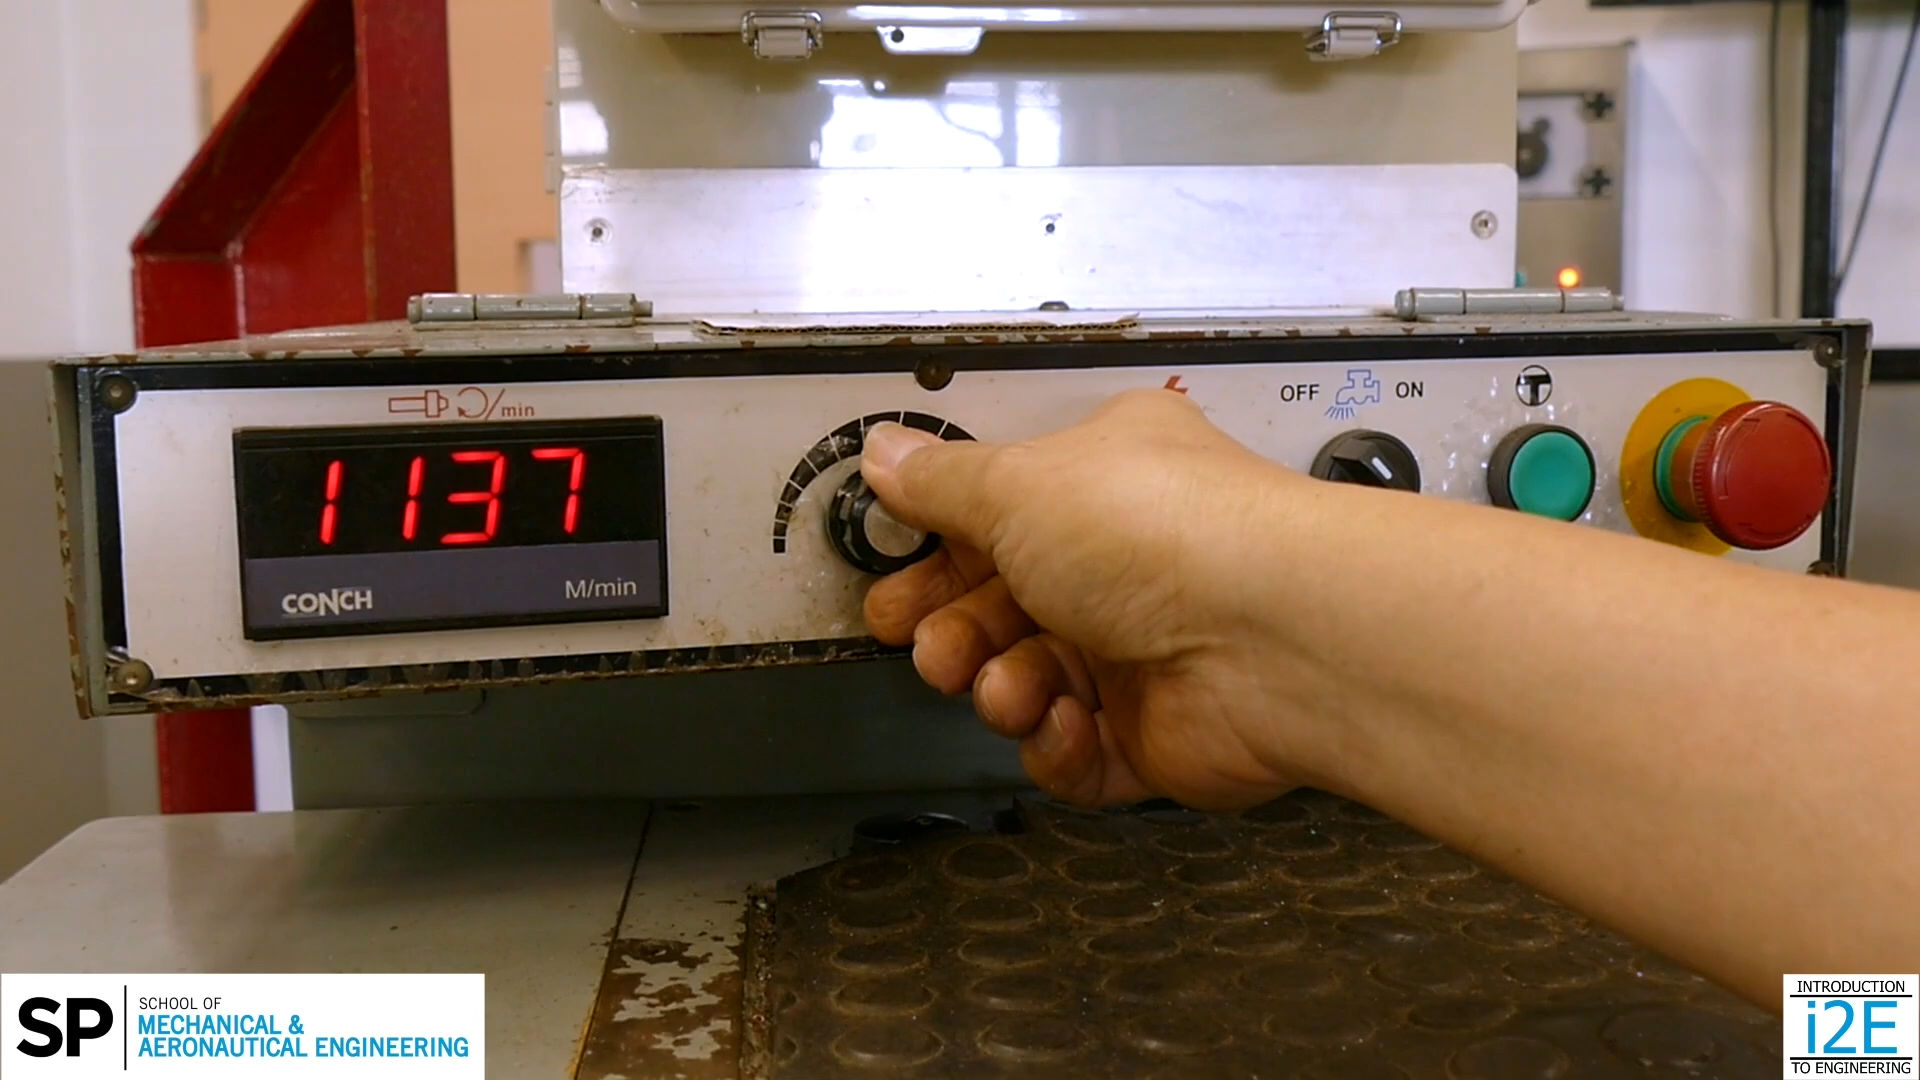 /min
OFF ON
1137
CONCH
M/min
SP
SCHOOL OF
MECHANICAL &
AERONAUTICAL ENGINEERING
INTRODUCTION
i2E
TO ENGINEERING